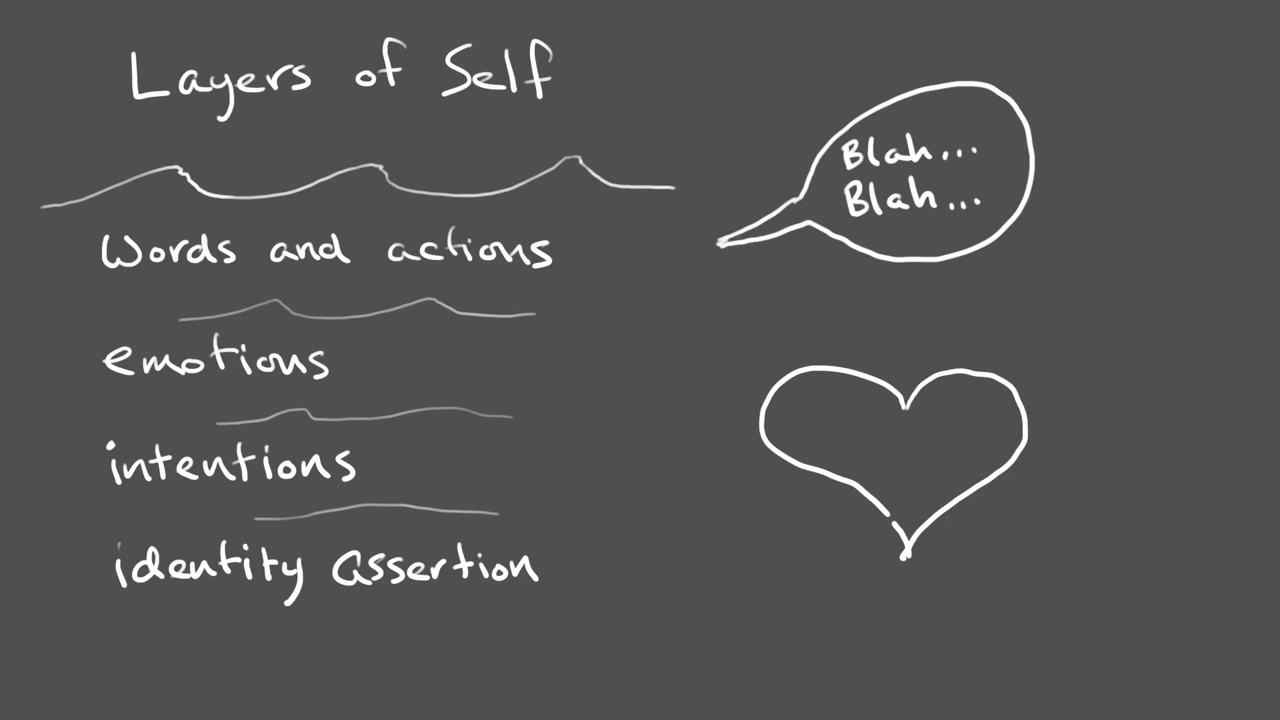 Layers of Self
Words and actions
emotions
intentions
identity assertion
Blah...
Blah...